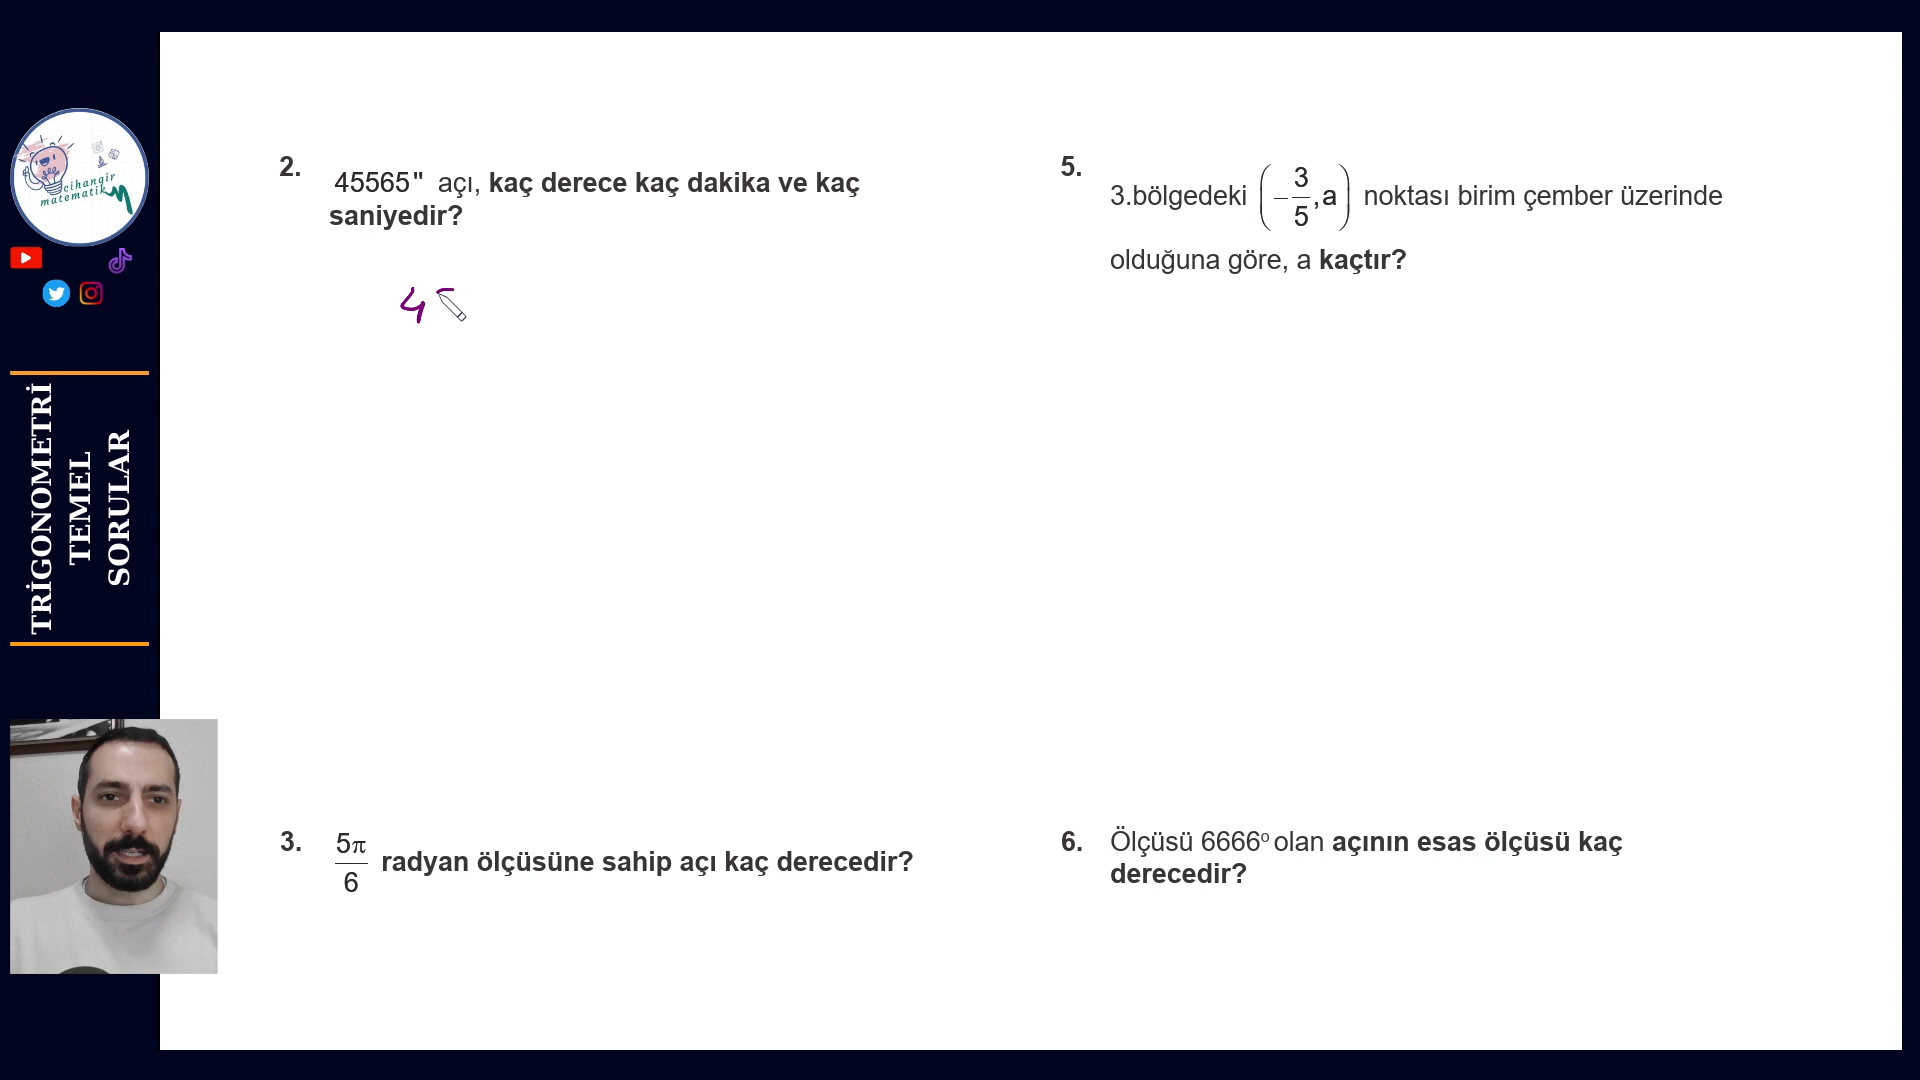 cihangir
matematik
TRİGONOMETRİ
TEMEL
SORULAR
2. 45565" açı, kaç derece kaç dakika ve kaç
saniyedir?
45
3. 5π/6 radyan ölçüsüne sahip açı kaç derecedir?
5. 3.bölgedeki (-3/5,a) noktası birim çember üzerinde
olduğuna göre, a kaçtır?
6. Ölçüsü 6666º olan açının esas ölçüsü kaç
derecedir?